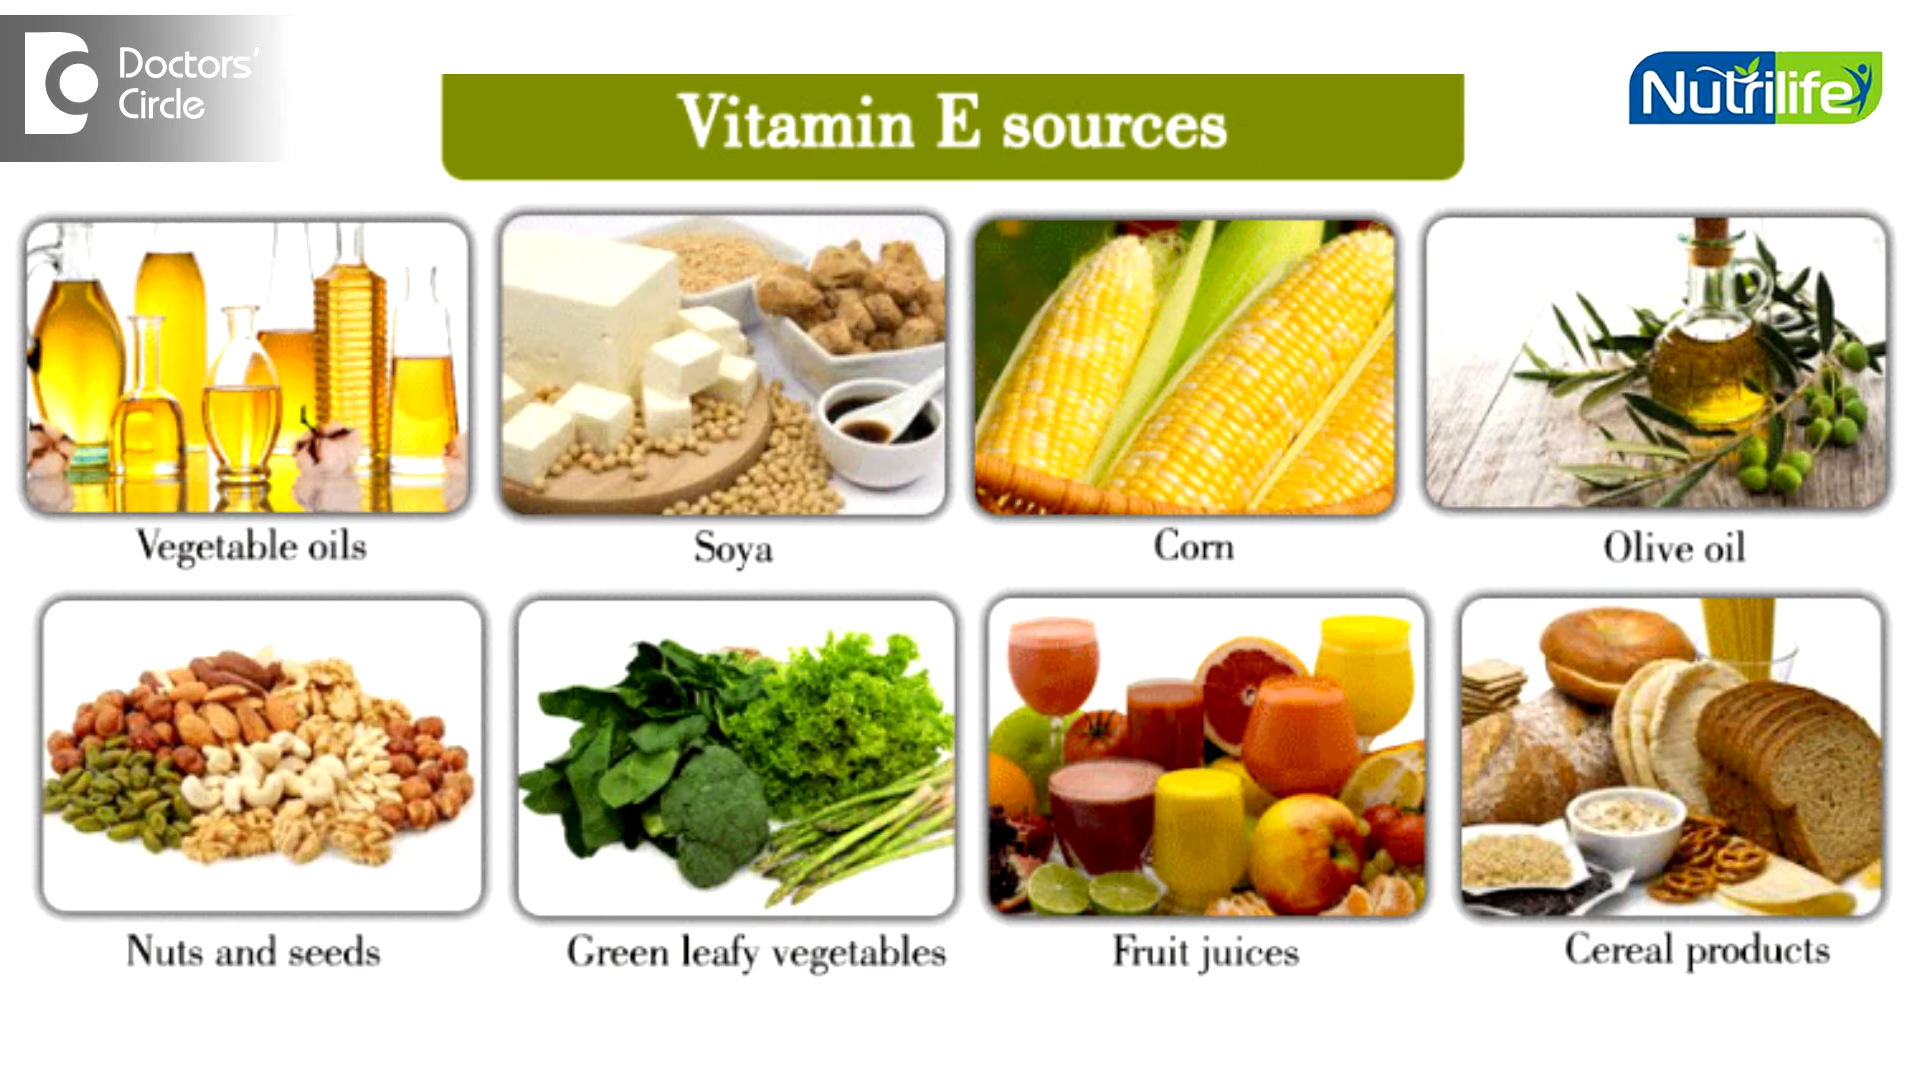 Doctors'
Circle
Vitamin E sources
Nutrilife
Vegetable oils
Soya
Corn
Olive oil
Nuts and seeds
Green leafy vegetables
Fruit juices
Cereal products